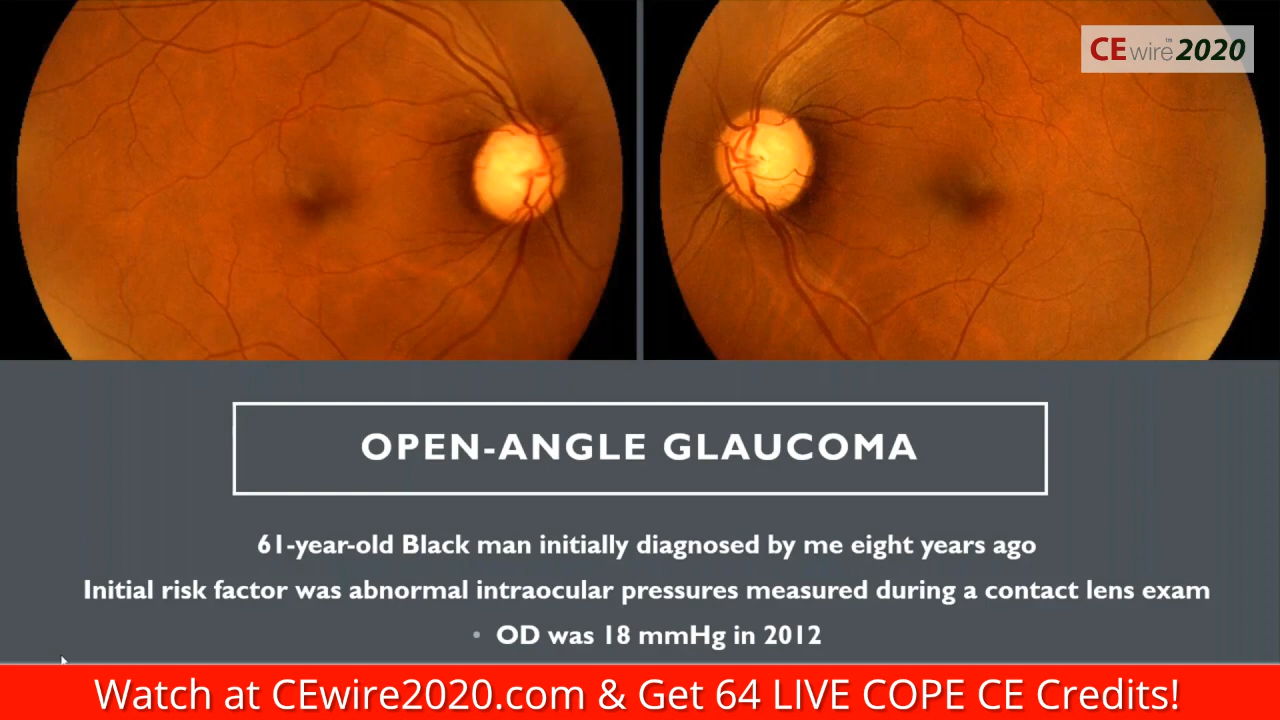 CEwire™2020
OPEN-ANGLE GLAUCOMA
61-year-old Black man initially diagnosed by me eight years ago
Initial risk factor was abnormal intraocular pressures measured during a contact lens exam
• OD was 18 mmHg in 2012
Watch at CEwire2020.com & Get 64 LIVE COPE CE Credits!